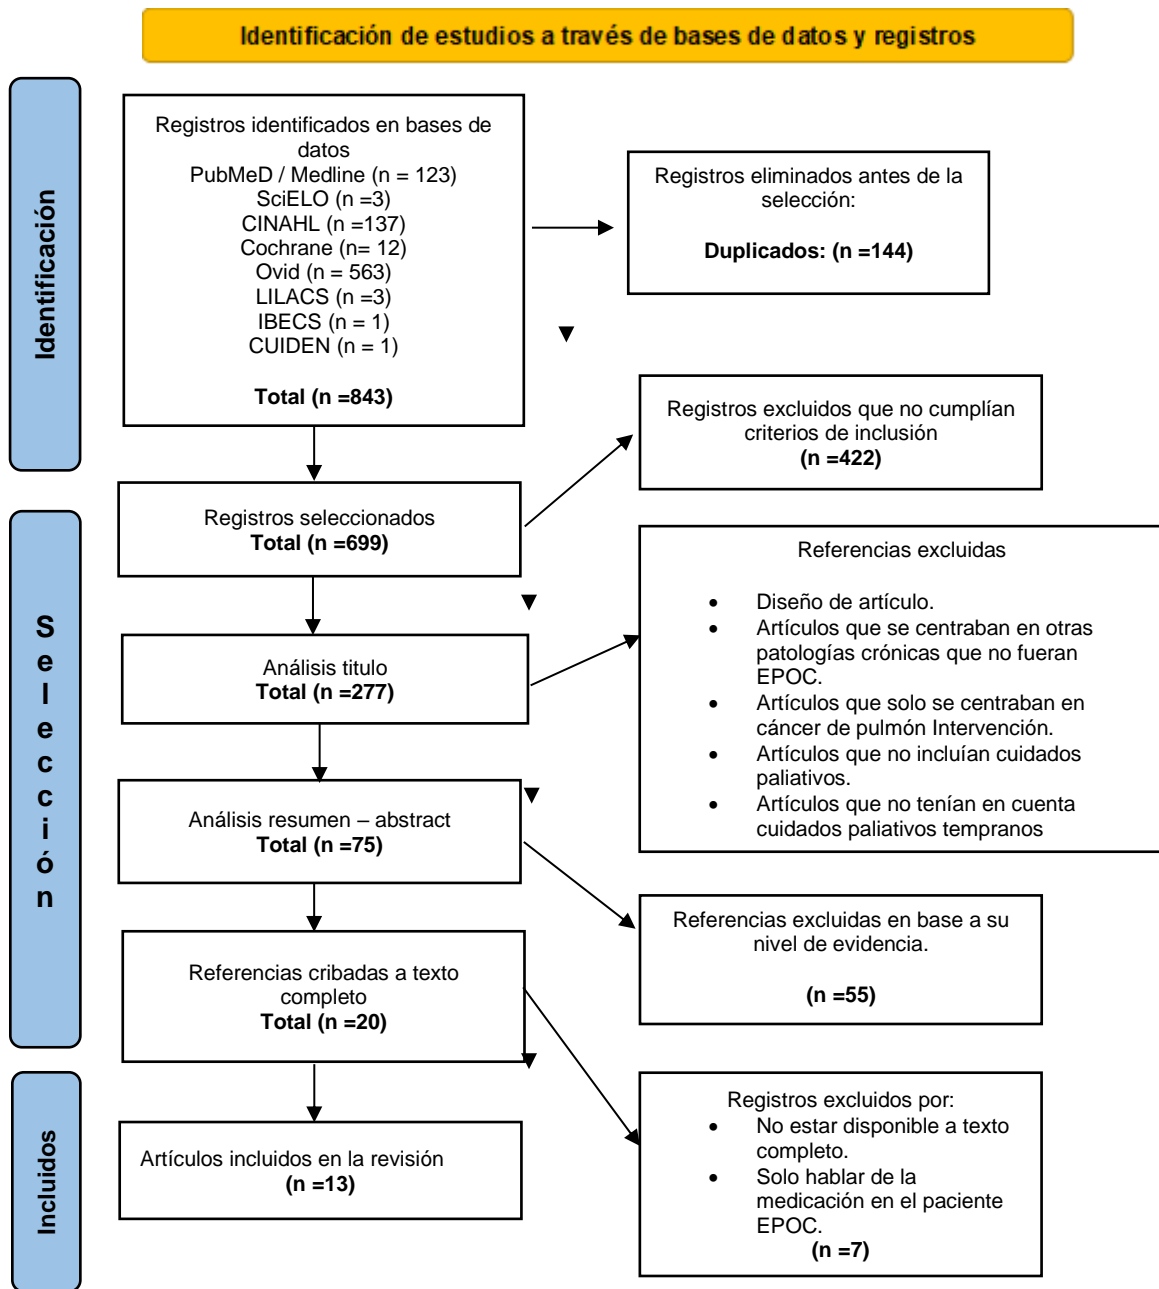 Identificación de estudios a través de bases de datos y registros
Identificación
Registros identificados en bases de
datos
PubMeD / Medline (n = 123)
SciELO (n =3)
CINAHL (n =137)
Cochrane (n= 12)
Ovid (n = 563)
LILACS (n =3)
IBECS (n = 1)
CUIDEN (n = 1)
Total (n =843)
Registros eliminados antes de la
selección:
Duplicados: (n =144)
Registros excluidos que no cumplían
criterios de inclusión
(n =422)
Selección
Registros seleccionados
Total (n =699)
Análisis titulo
Total (n =277)
Referencias excluidas
• Diseño de artículo.
• Artículos que se centraban en otras
patologías crónicas que no fueran
EPOC.
• Artículos que solo se centraban en
cáncer de pulmón Intervención.
• Artículos que no incluían cuidados
paliativos.
• Artículos que no tenían en cuenta
cuidados paliativos tempranos
Análisis resumen – abstract
Total (n =75)
Referencias excluidas en base a su
nivel de evidencia.
(n =55)
Referencias cribadas a texto
completo
Total (n =20)
Registros excluidos por:
• No estar disponible a texto
completo.
• Solo hablar de la
medicación en el paciente
EPOC.
(n =7)
Incluidos
Artículos incluidos en la revisión
(n =13)